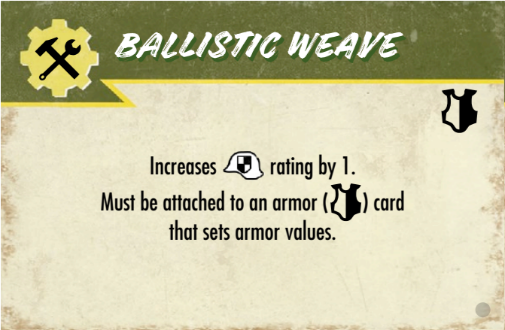 BALLISTIC WEAVE
Increases rating by 1.
Must be attached to an armor ( ) card
that sets armor values.